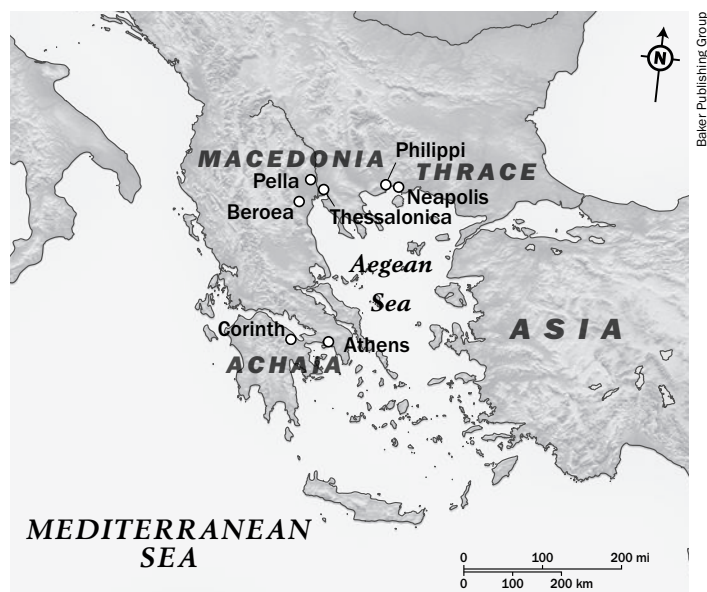 Baker Publishing Group
N
MACEDONIA
THRACE
Philippi
Pella
Neapolis
Beroea
Thessalonica
Aegean
Sea
ASIA
Corinth
Athens
ACHAIA
MEDITERRANEAN
SEA
0 100 200 mi
0 100 200 km